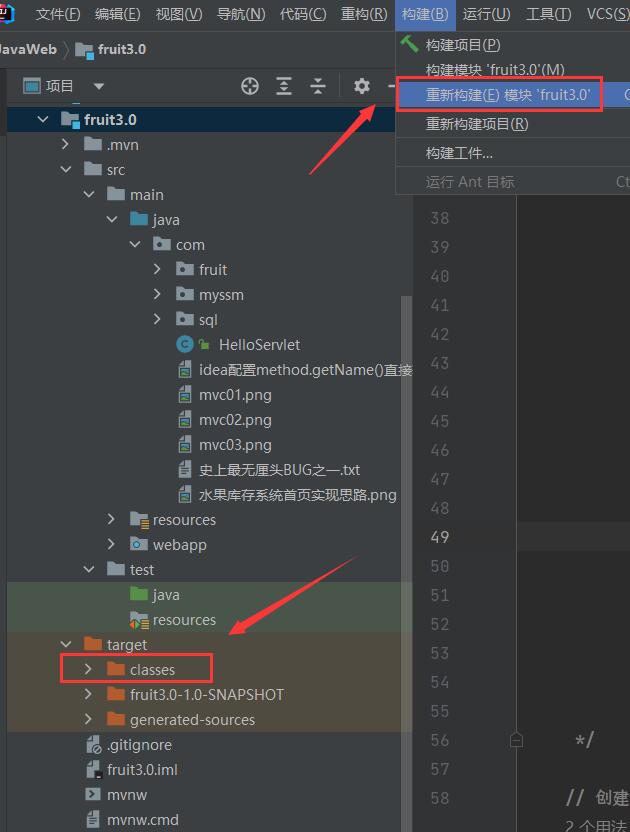 文件(F) 编辑(E) 视图(V) 导航(N) 代码(C) 重构(R) 构建(B) 运行(U) 工具(T) VCS(S)
JavaWeb fruit3.0
构建项目(P)
构建模块 'fruit3.0'(M)
重新构建(E) 模块 'fruit3.0'
重新构建项目(R)
构建工件...
运行 Ant 目标 Ct
项目
fruit3.0
.mvn
src
main
java
com
fruit
myssm
sql
HelloServlet
idea配置method.getName()直接
mvc01.png
mvc02.png
mvc03.png
史上最无厘头BUG之一.txt
水果库存系统首页实现思路.png
resources
webapp
test
java
resources
target
classes
fruit3.0-1.0-SNAPSHOT
generated-sources
.gitignore
fruit3.0.iml
mvnw
mvnw.cmd
38
39
40
41
42
43
44
45
46
47
48
49
50
51
52
53
54
55
56 */
57
58 // 创建
2 个用法